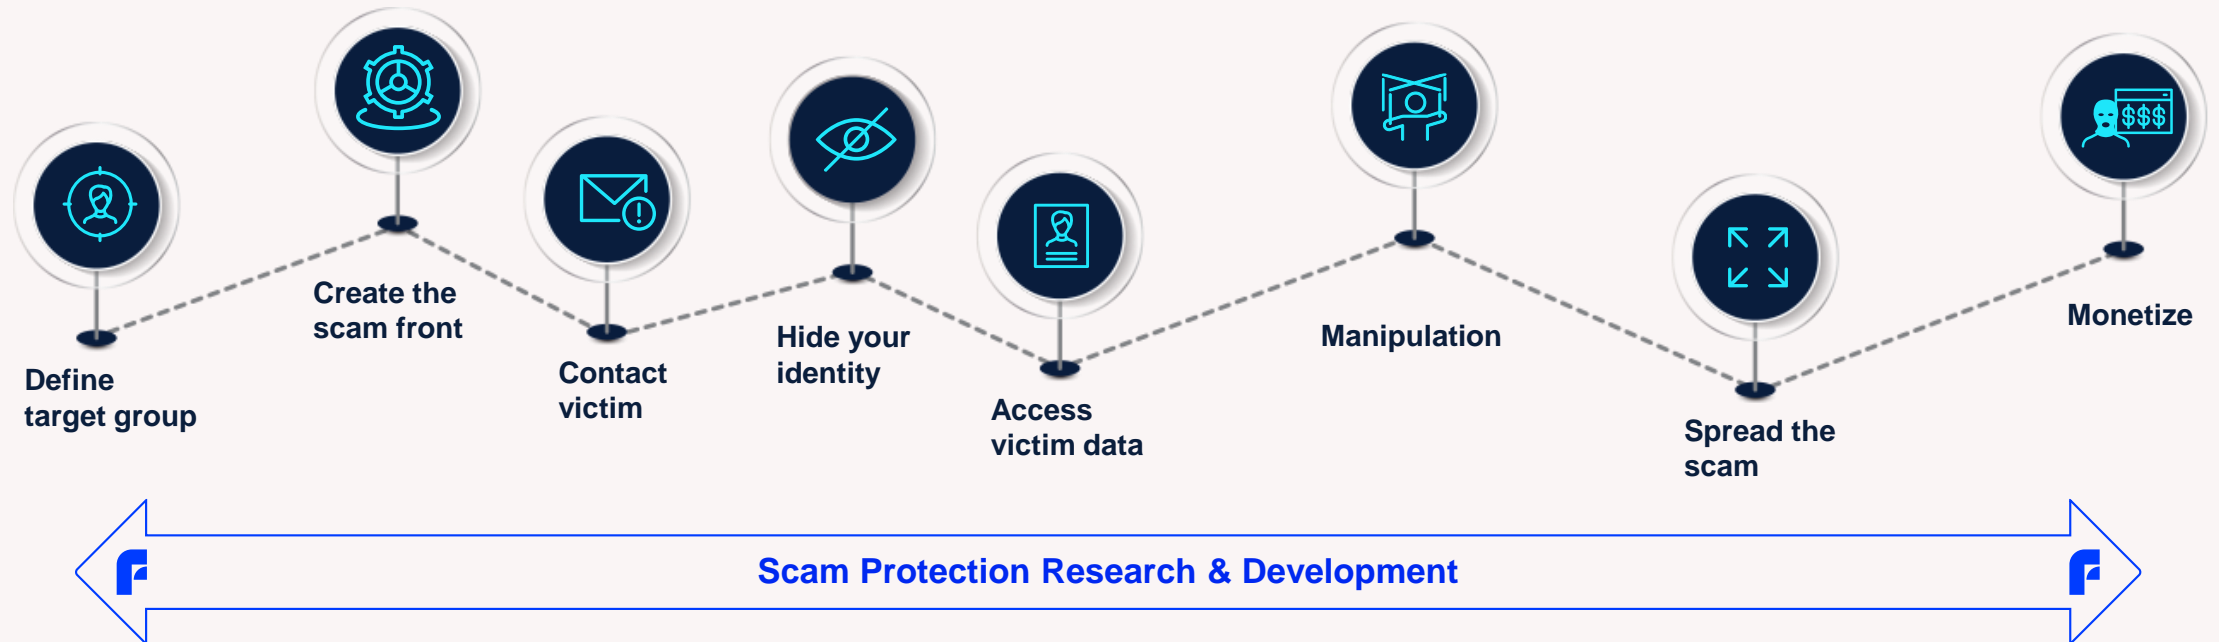 Define
target group
Create the
scam front
Contact
victim
Hide your
identity
Access
victim data
Manipulation
Spread the
scam
Monetize
$$$
Scam Protection Research & Development